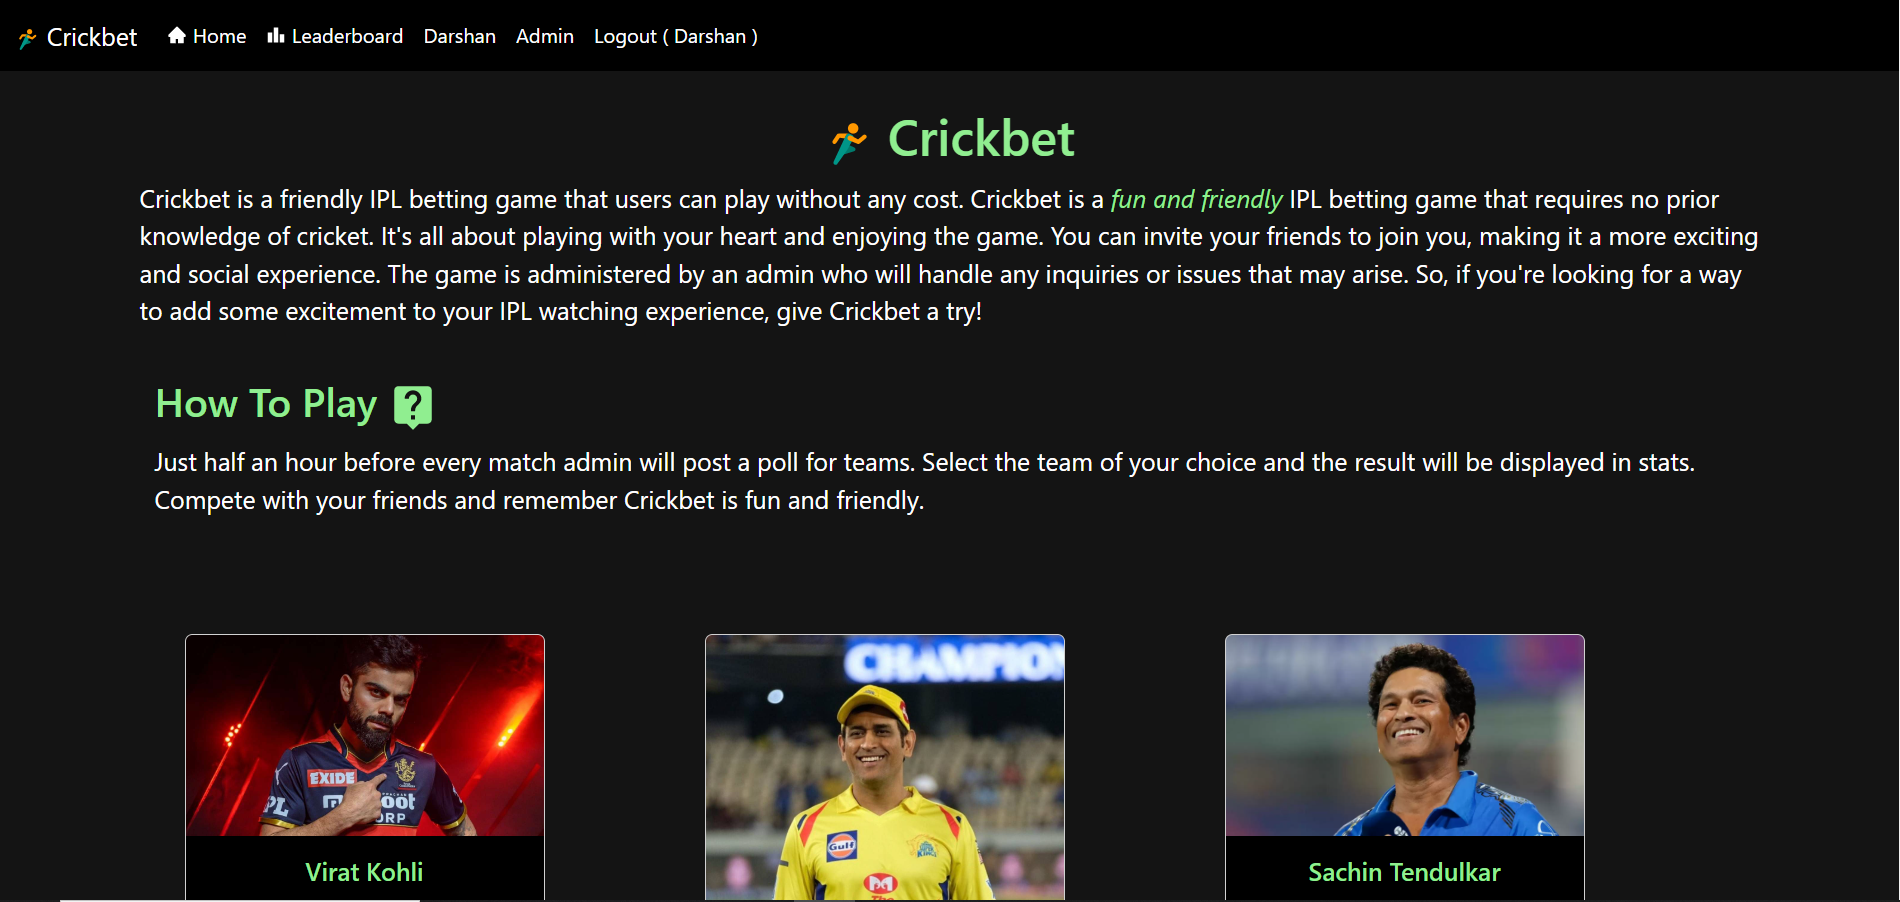 Crickbet Home Leaderboard Darshan Admin Logout ( Darshan )
Crickbet
Crickbet is a friendly IPL betting game that users can play without any cost. Crickbet is a fun and friendly IPL betting game that requires no prior
knowledge of cricket. It's all about playing with your heart and enjoying the game. You can invite your friends to join you, making it a more exciting
and social experience. The game is administered by an admin who will handle any inquiries or issues that may arise. So, if you're looking for a way
to add some excitement to your IPL watching experience, give Crickbet a try!
How To Play ?
Just half an hour before every match admin will post a poll for teams. Select the team of your choice and the result will be displayed in stats.
Compete with your friends and remember Crickbet is fun and friendly.
CHAMPION
EXIDE
PL
oot
ORP
Gulf
KINGS
M
The
Virat Kohli
Sachin Tendulkar